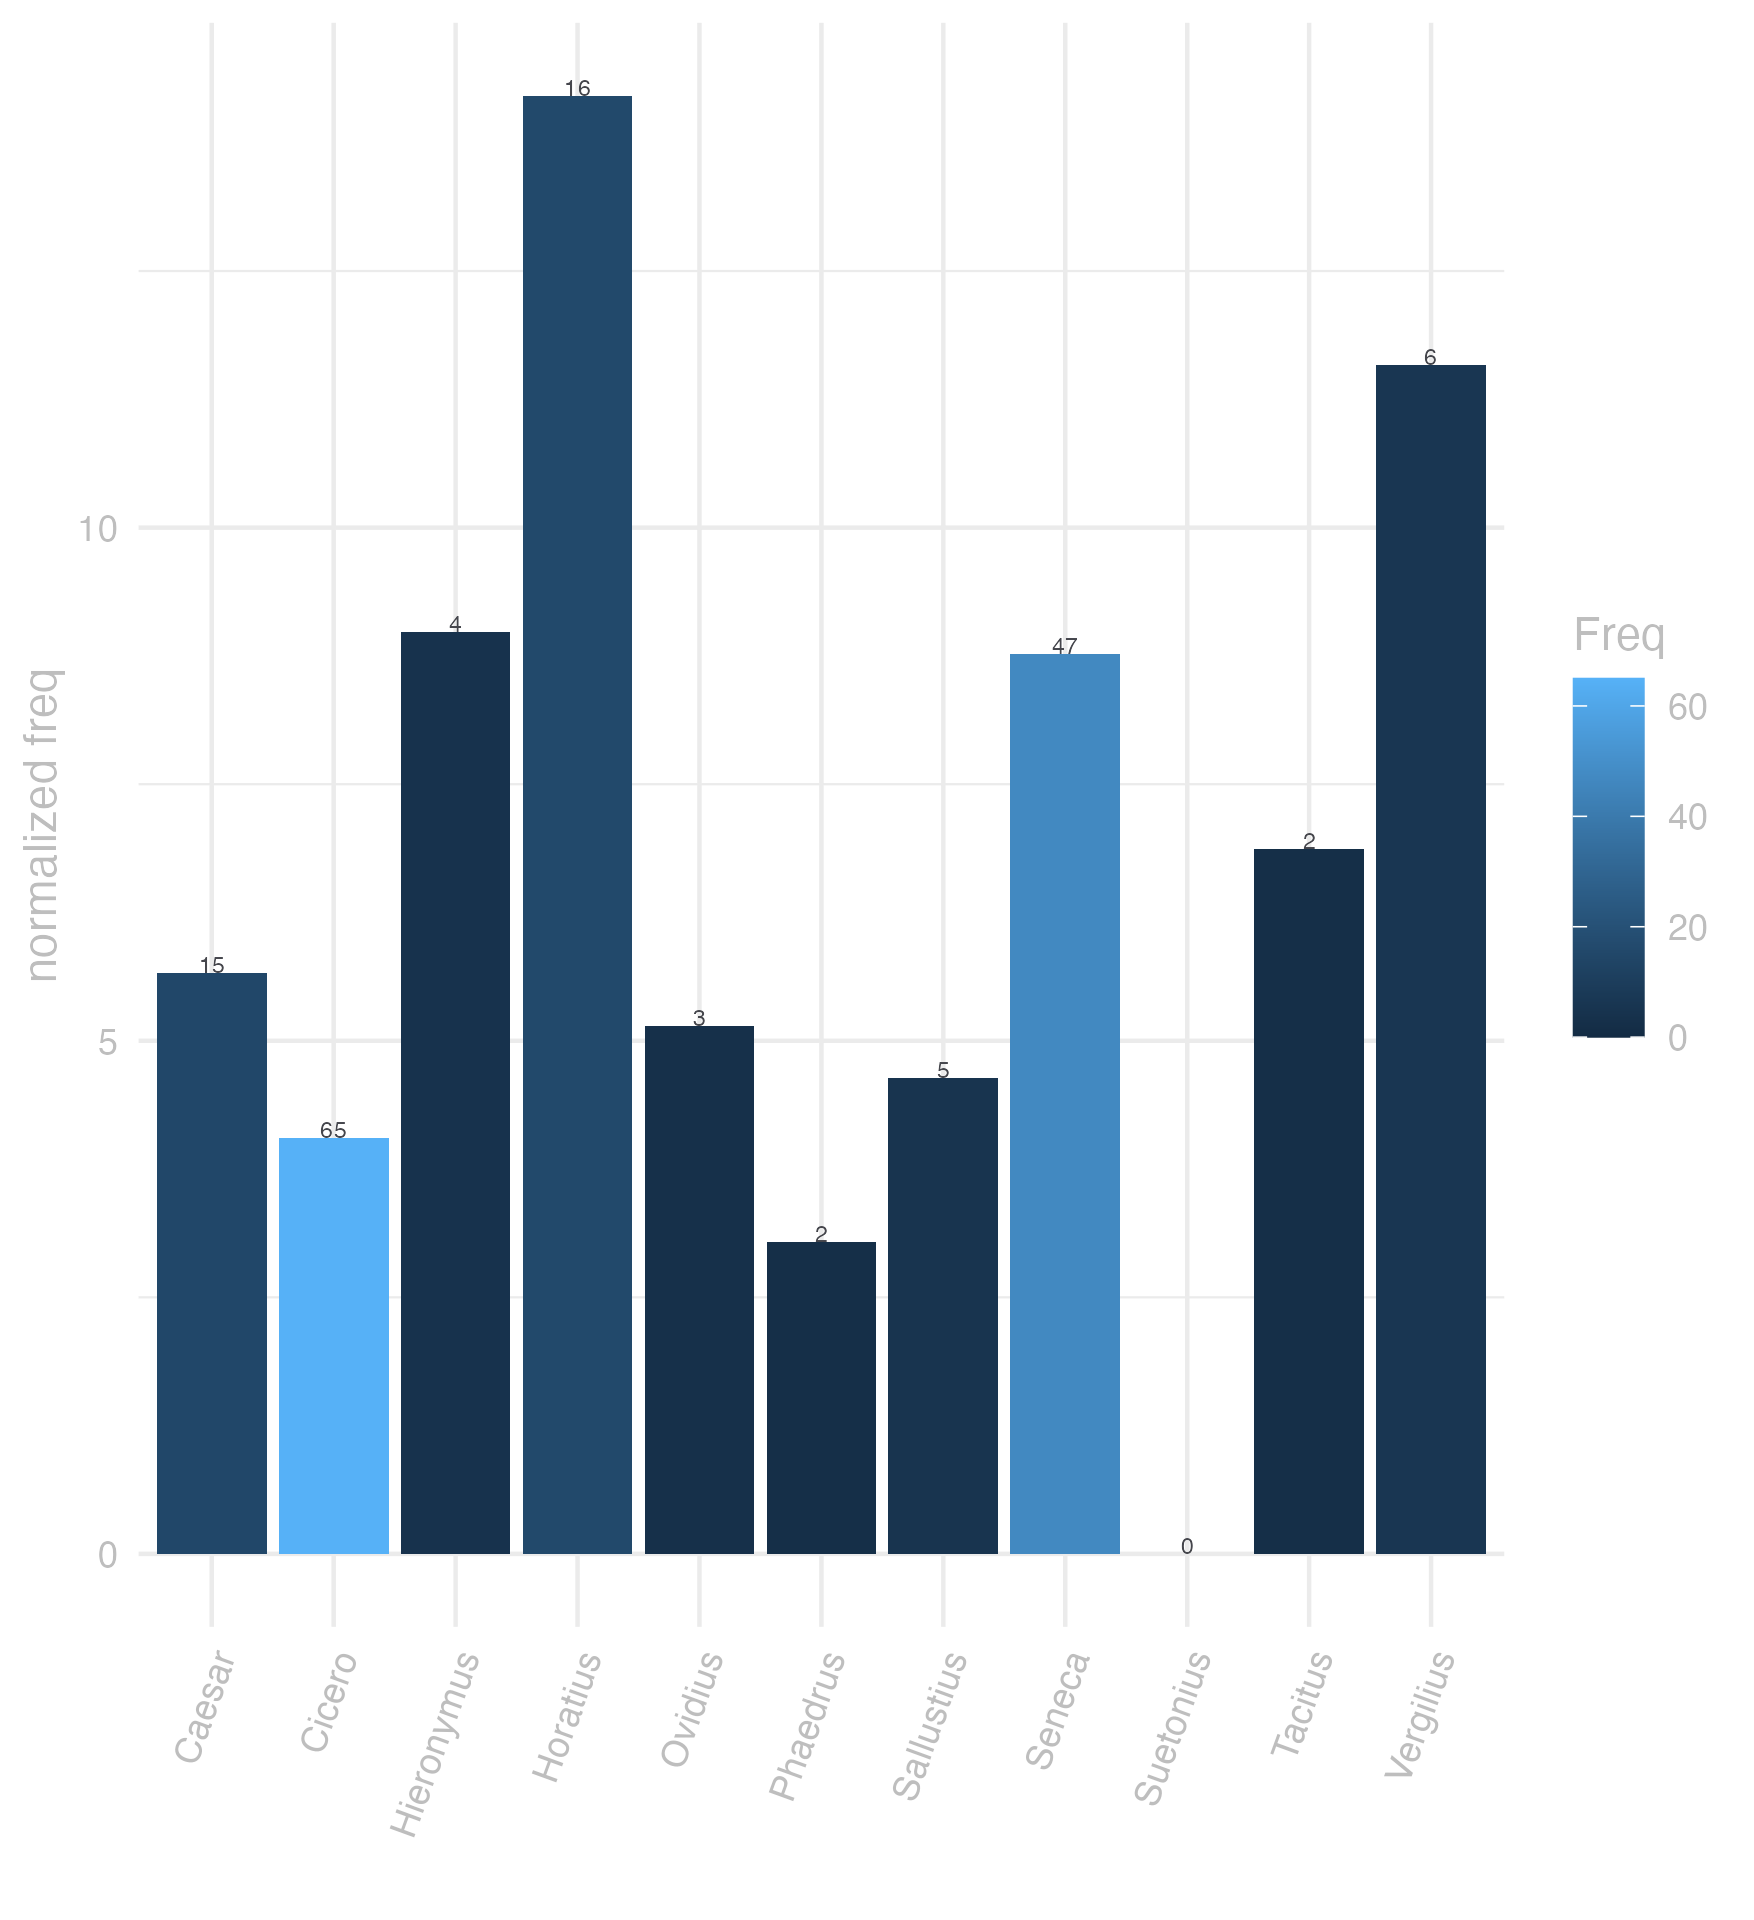 16
6
10
4
47
2
15
3
5
5
65
2
0
0
normalized freq
Freq
60
40
20
0
Caesar
Cicero
Hieronymus
Horatius
Ovidius
Phaedrus
Sallustius
Seneca
Suetonius
Tacitus
Vergilius